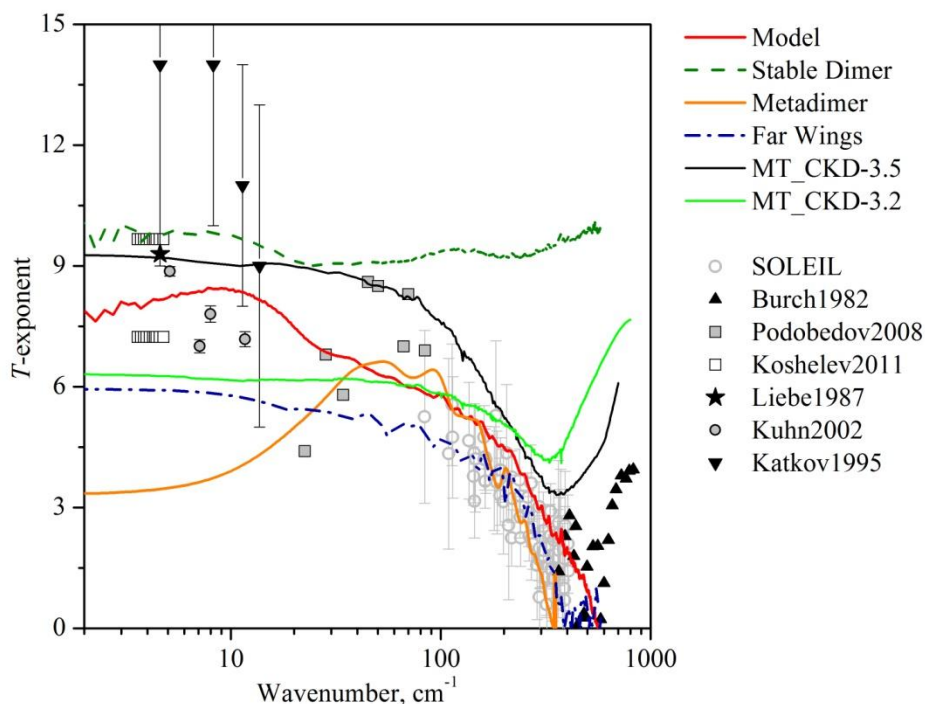 15
12
9
6
3
0
T-exponent
10
100
1000
Wavenumber, cm⁻¹
Model
Stable Dimer
Metadimer
Far Wings
MT_CKD-3.5
MT_CKD-3.2
SOLEIL
Burch1982
Podobedov2008
Koshelev2011
Liebe1987
Kuhn2002
Katkov1995